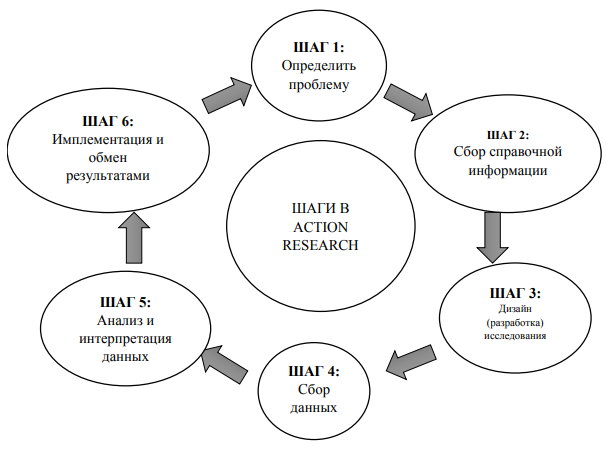 ШАГ 1:
Определить
проблему
ШАГ 2:
Сбор справочной
информации
ШАГ 3:
Дизайн
(разработка)
исследования
ШАГ 4:
Сбор
данных
ШАГ 5:
Анализ и
интерпретация
данных
ШАГ 6:
Имплементация и
обмен
результатами
ШАГИ В
ACTION
RESEARCH